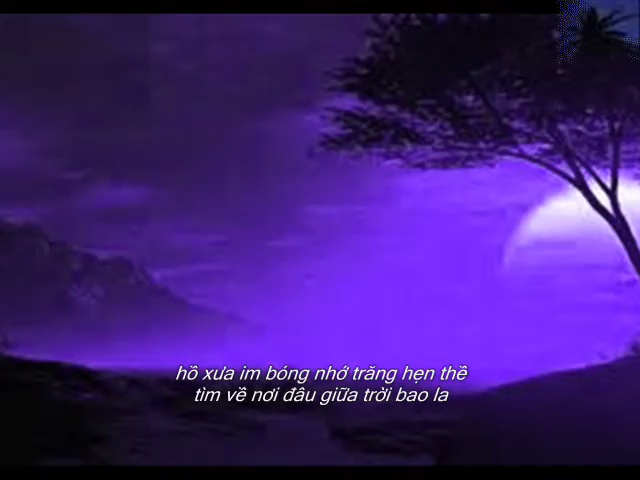 hồ xưa im bóng nhớ trăng hẹn thề
tìm về nơi đâu giữa trời bao la